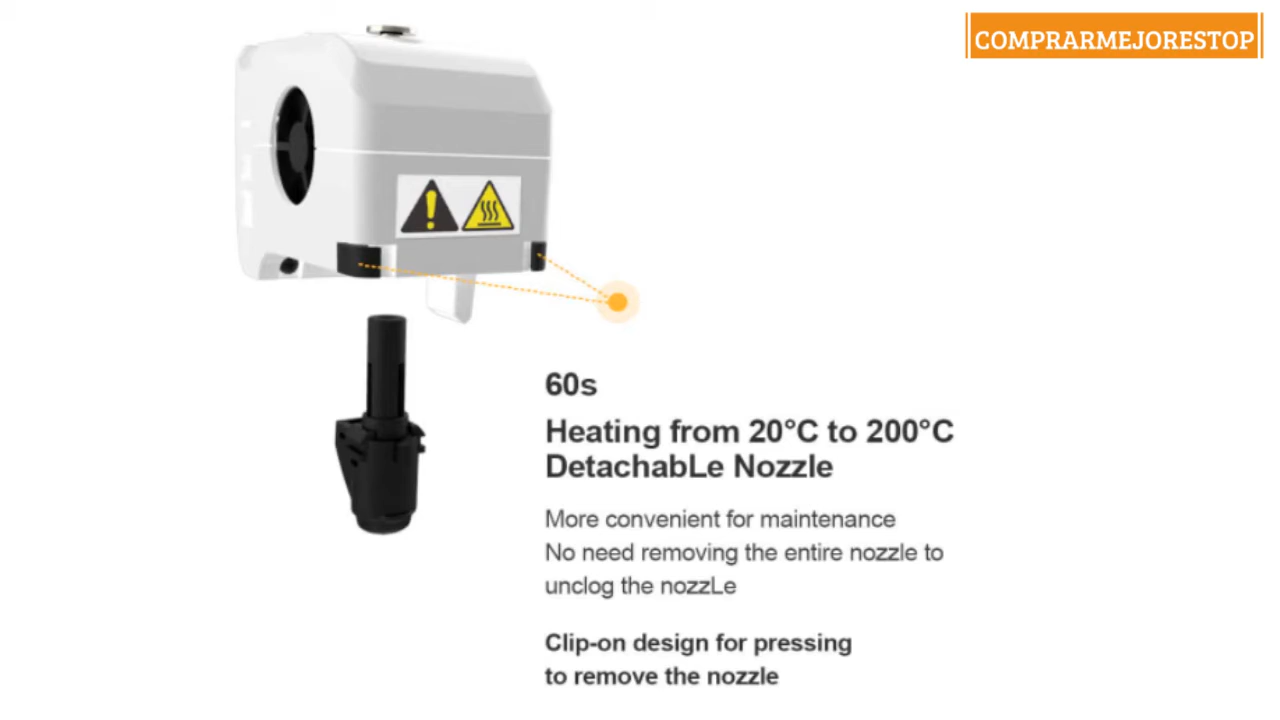 COMPRARMEJORESTOP
60s
Heating from 20°C to 200°C
DetachabLe Nozzle
More convenient for maintenance
No need removing the entire nozzle to
unclog the nozzLe
Clip-on design for pressing
to remove the nozzle